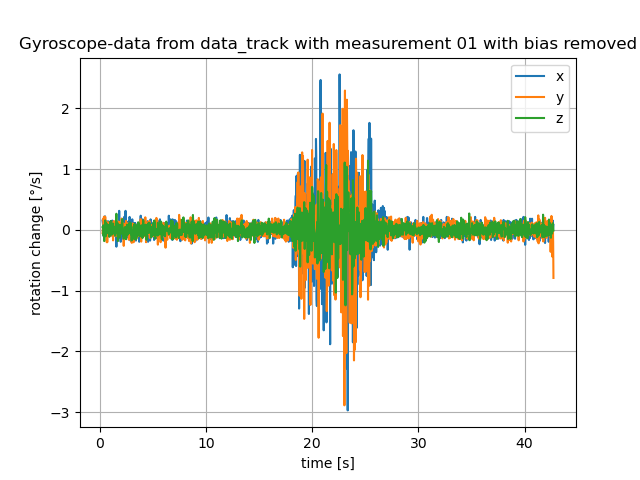 Gyroscope-data from data_track with measurement 01 with bias removed
x
y
z
2
1
0
−1
−2
−3
rotation change [°/s]
0 10 20 30 40
time [s]